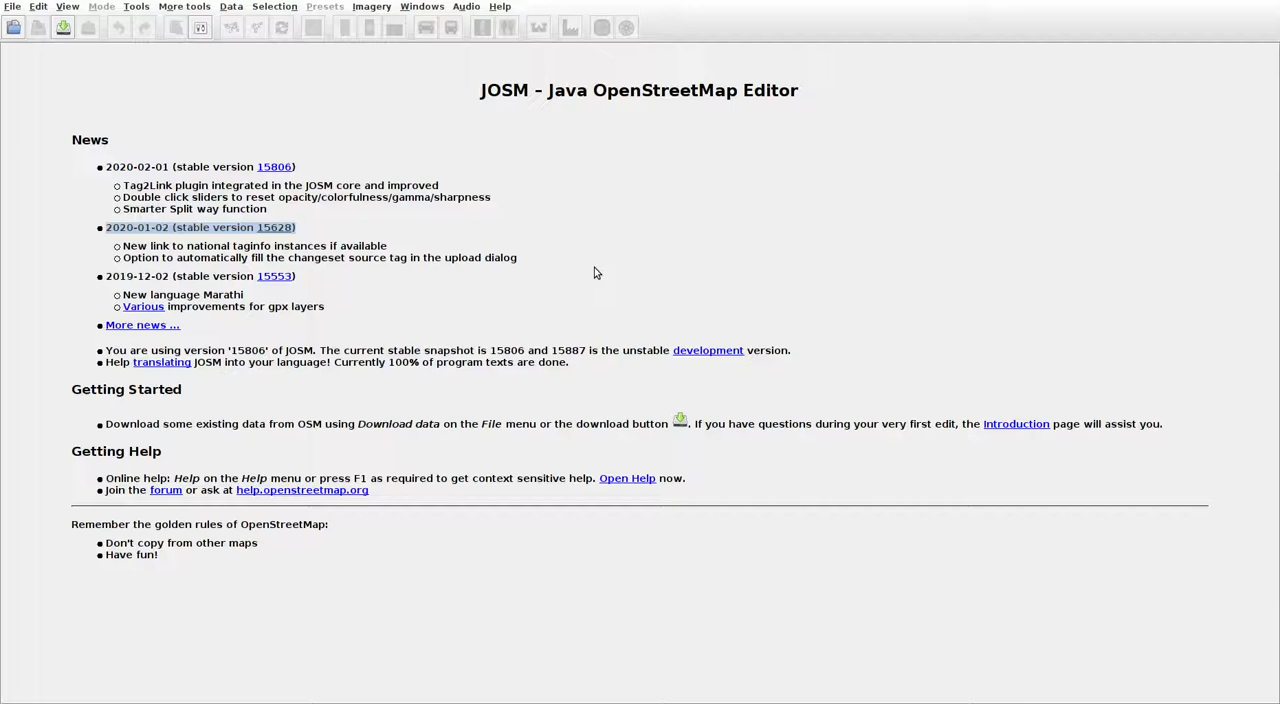 File Edit View Mode Tools More tools Data Selection Presets Imagery Windows Audio Help
JOSM – Java OpenStreetMap Editor
News
2020-02-01 (stable version 15806)
Tag2Link plugin integrated in the JOSM core and improved
Double click sliders to reset opacity/colorfulness/gamma/sharpness
Smarter Split way function
2020-01-02 (stable version 15628)
New link to national taginfo instances if available
Option to automatically fill the changeset source tag in the upload dialog
2019-12-02 (stable version 15553)
New language Marathi
Various improvements for gpx layers
More news ...
You are using version '15806' of JOSM. The current stable snapshot is 15806 and 15887 is the unstable development version.
Help translating JOSM into your language! Currently 100% of program texts are done.
Getting Started
Download some existing data from OSM using Download data on the File menu or the download button . If you have questions during your very first edit, the Introduction page will assist you.
Getting Help
Online help: Help on the Help menu or press F1 as required to get context sensitive help. Open Help now.
Join the forum or ask at help.openstreetmap.org
Remember the golden rules of OpenStreetMap:
Don't copy from other maps
Have fun!